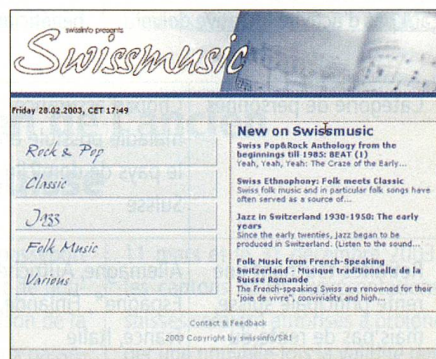 swissinfo presents
Swissmusic
Friday 28.02.2003, CET 17:49
Rock & Pop
Classic
Jazz
Folk Music
Various
New on Swissmusic
Swiss Pop&Rock Anthology from the
beginnings till 1985: BEAT (1)
Yeah, Yeah, Yeah: The Craze of the Early...
Swiss Ethnophony: Folk meets Classic
Swiss folk music and in particular folk songs have
often served as a source of...
Jazz in Switzerland 1930-1950: The early
years
Since the early twenties, Jazz began to be
produced in Switzerland. (Listen to the sound...
Folk Music from French-Speaking
Switzerland - Musique traditionnelle de la
Suisse Romande
The French-speaking Swiss are renowned for their
"joie de vivre", conviviality and high...
Contact & Feedback
2003 Copyright by swissinfo/SRI